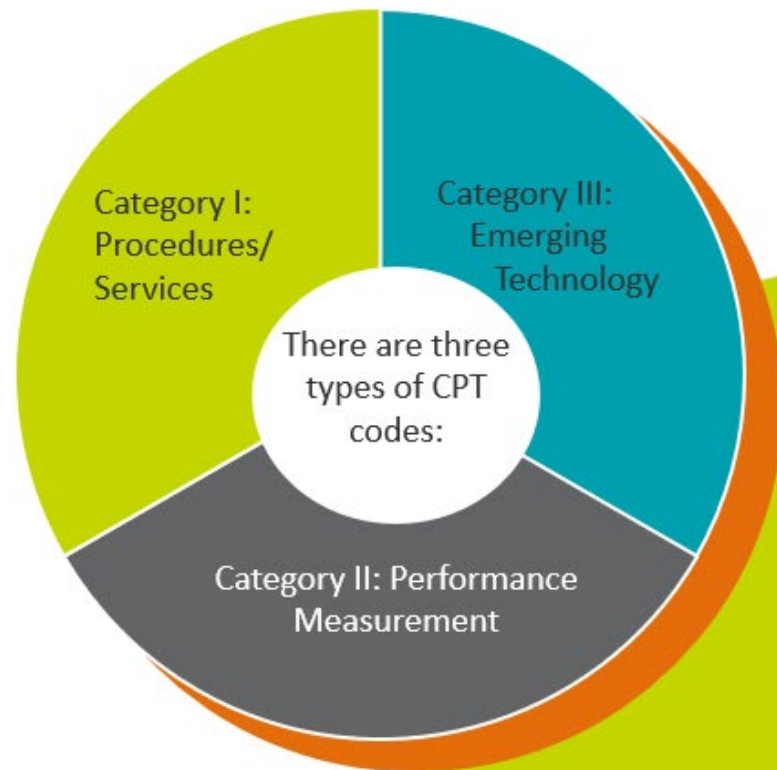 Category I:
Procedures/
Services
Category III:
Emerging
Technology
There are three
types of CPT
codes:
Category II: Performance
Measurement